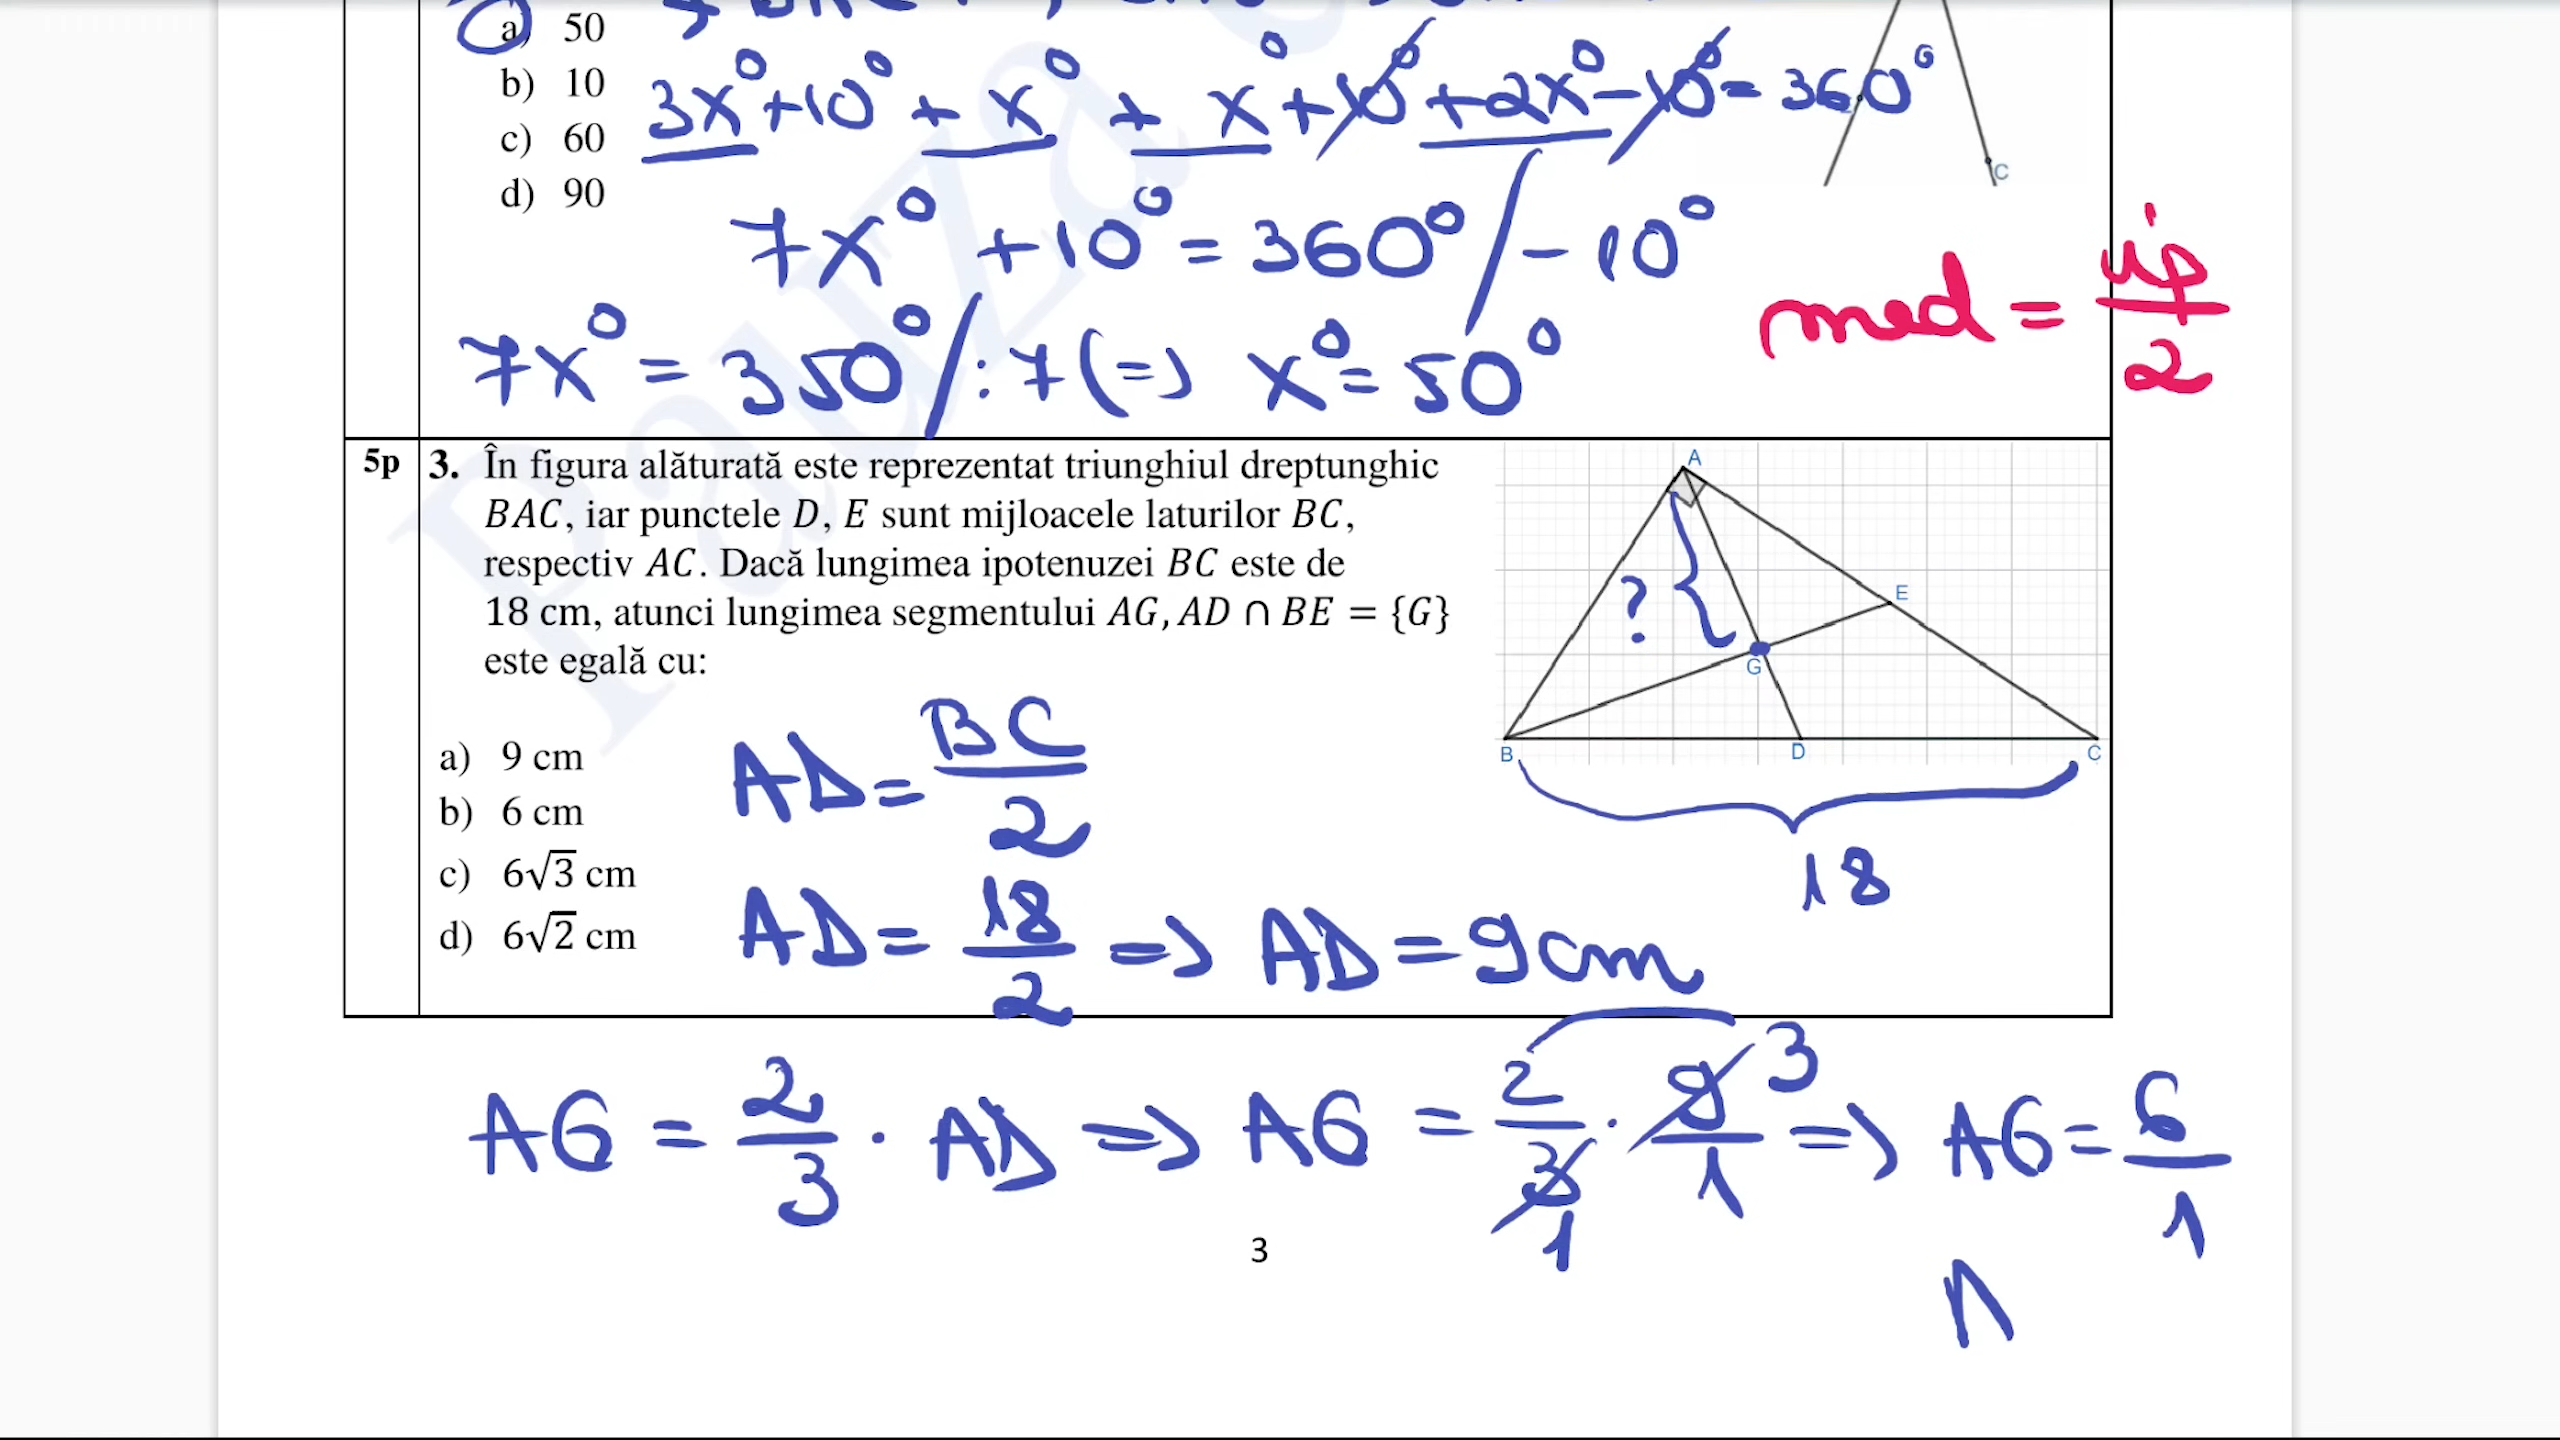 a) 50
b) 10
c) 60
d) 90
3x° + 10° + x° + x° + 10° + 2x° - 10° = 360°
C
7x° + 10° = 360° / - 10°
med = ip/2
7x° = 350° / : 7 (=) x° = 50°
5p 3. În figura alăturată este reprezentat triunghiul dreptunghic
BAC, iar punctele D, E sunt mijloacele laturilor BC,
respectiv AC. Dacă lungimea ipotenuzei BC este de
18 cm, atunci lungimea segmentului AG, AD ∩ BE = {G}
este egală cu:
A
E
?
G
B D C
18
a) 9 cm
b) 6 cm
c) 6√3 cm
d) 6√2 cm
AD = BC/2
AD = 18/2 => AD = 9cm
AG = 2/3 · AD => AG = 2/3 · 9/1 => AG = 6/1
3
1
3